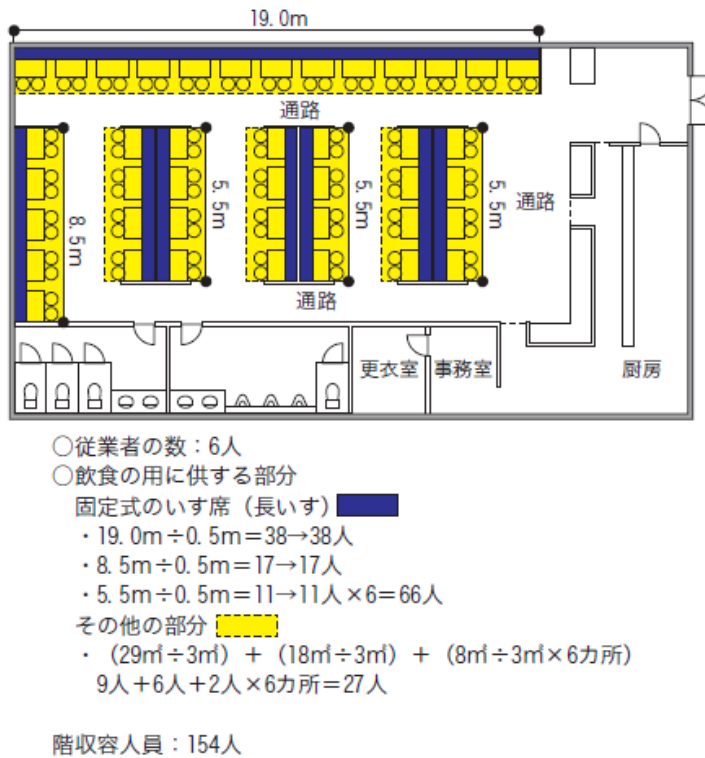 19.0m
通路
8.5m
5.5m
5.5m
5.5m
通路
通路
更衣室
事務室
厨房
○従業者の数：6人
○飲食の用に供する部分
固定式のいす席（長いす）
・19.0m÷0.5m＝38→38人
・8.5m÷0.5m＝17→17人
・5.5m÷0.5m＝11→11人×6＝66人
その他の部分
・（29㎡÷3㎡）＋（18㎡÷3㎡）＋（8㎡÷3㎡×6カ所）
9人＋6人＋2人×6カ所＝27人
階収容人員：154人